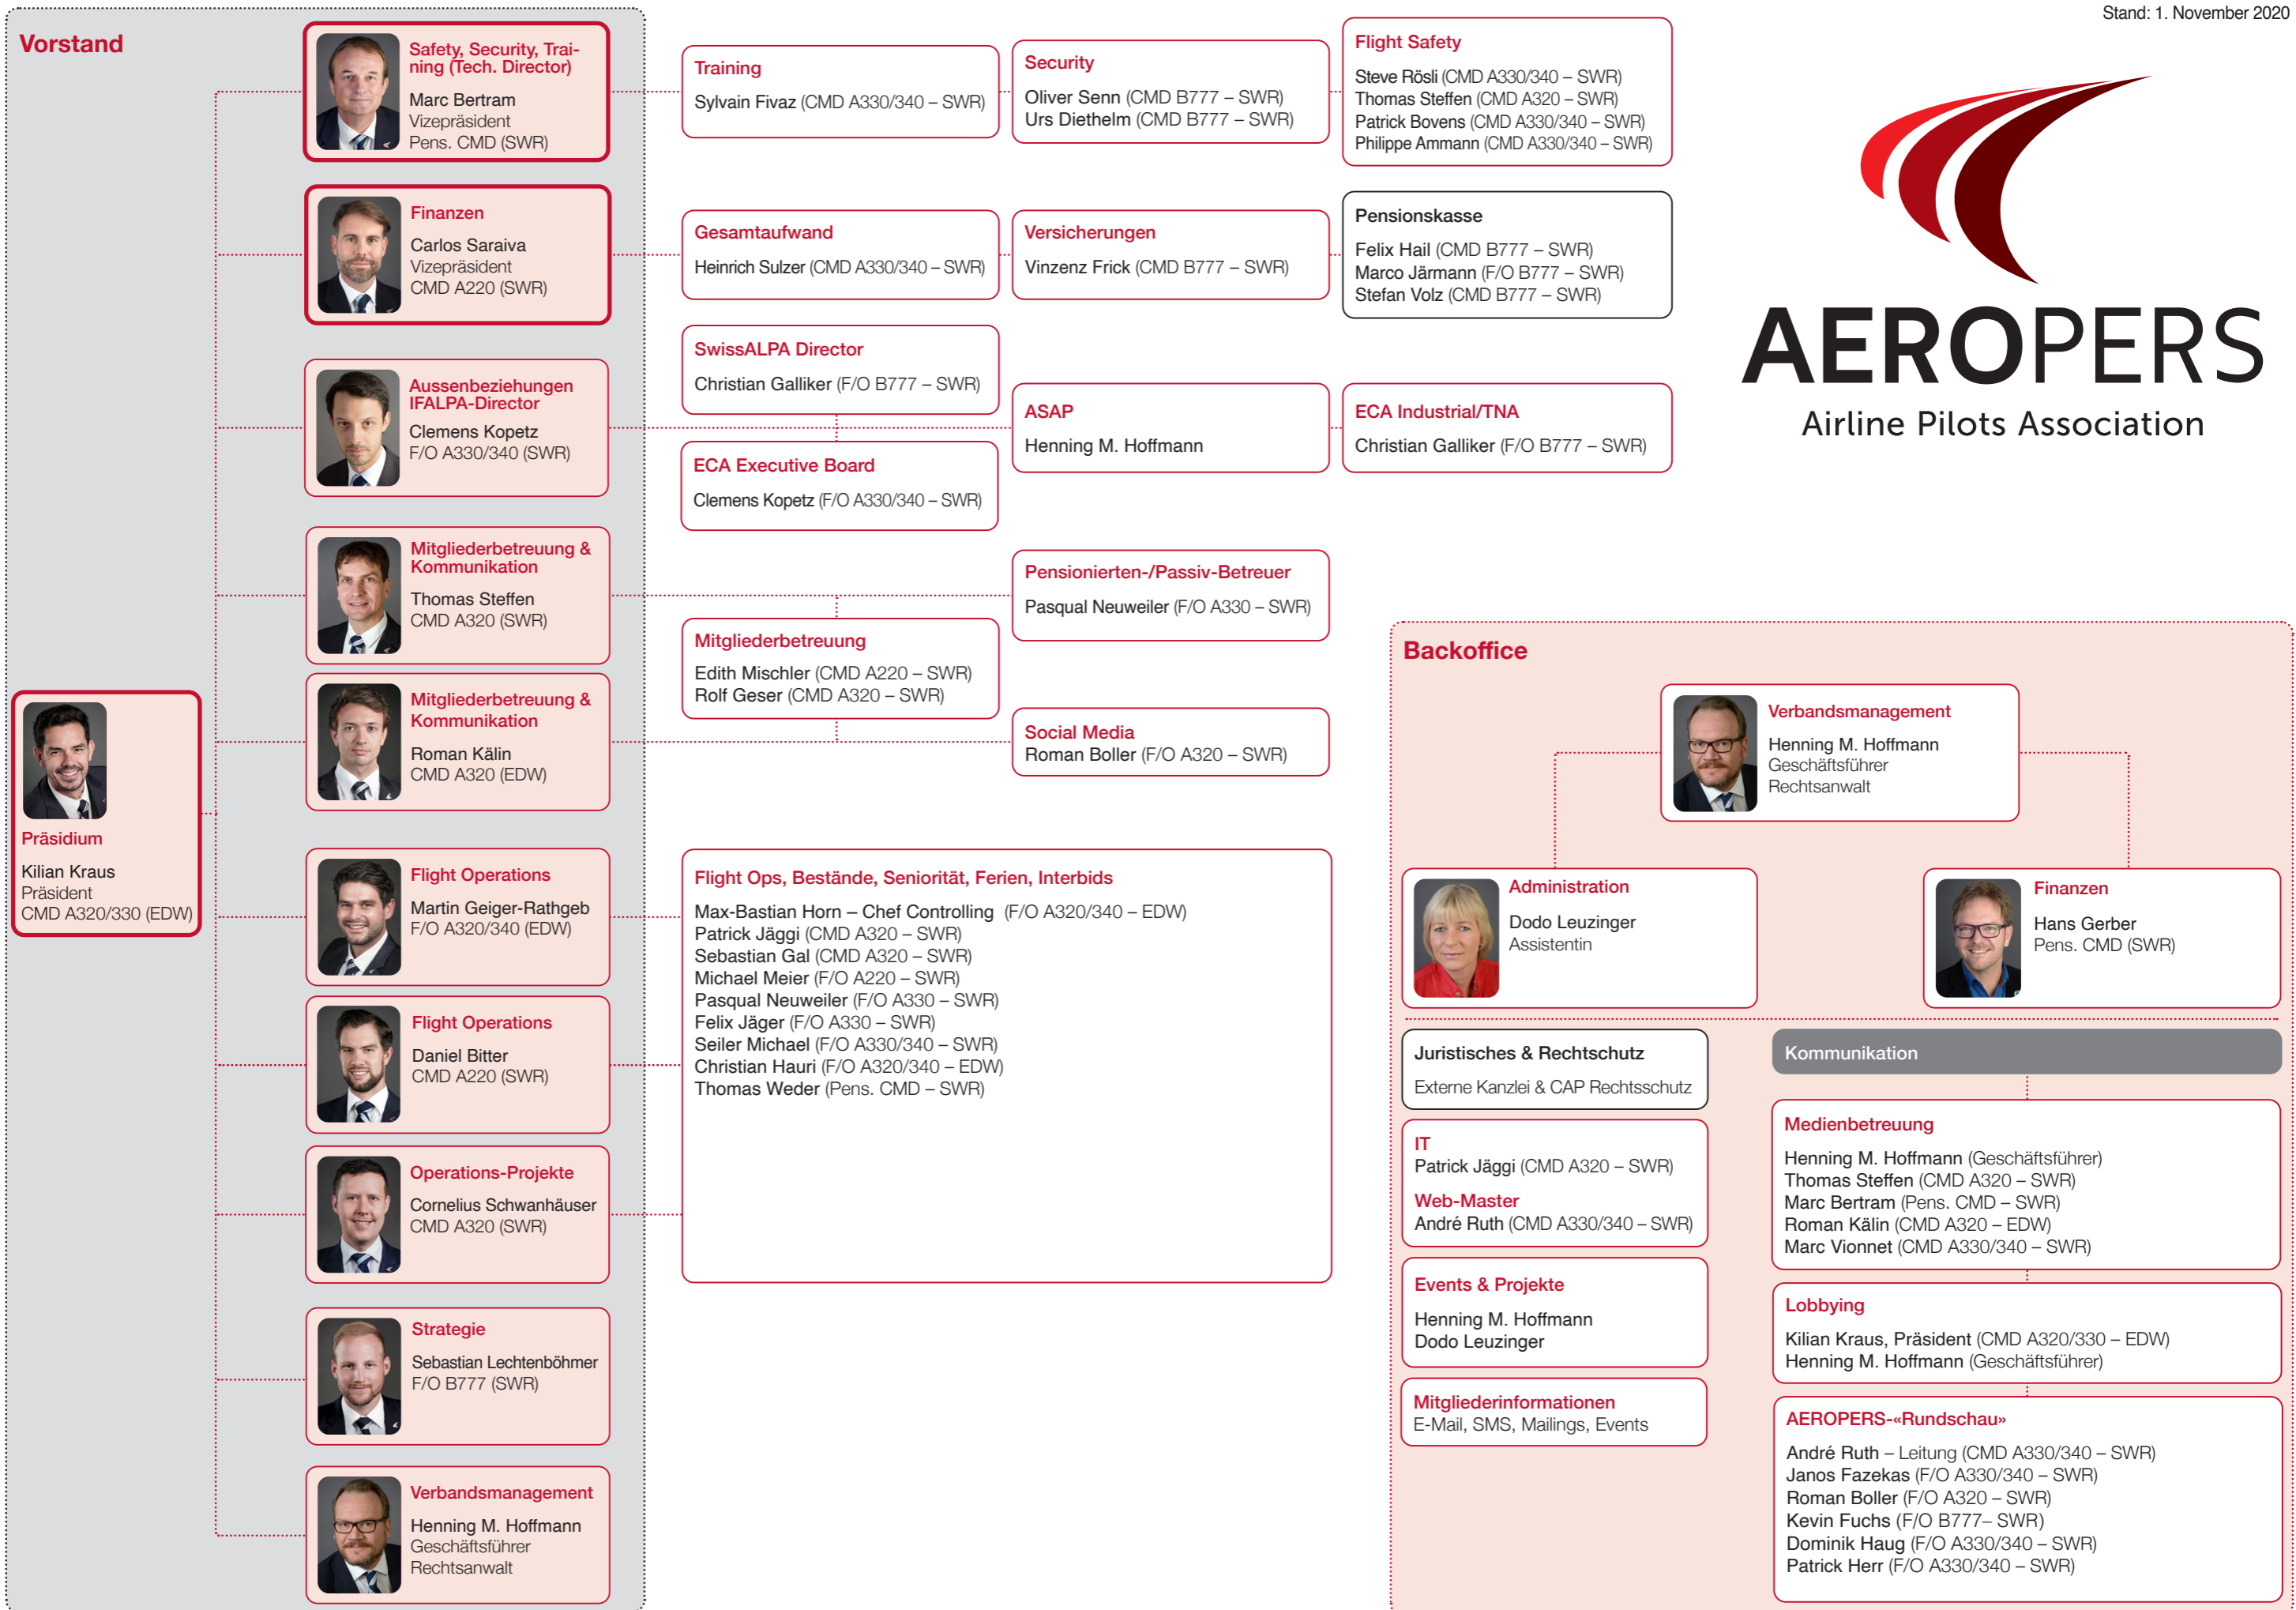 Stand: 1. November 2020
Vorstand
Präsidium
Kilian Kraus
Präsident
CMD A320/330 (EDW)
Safety, Security, Trai-
ning (Tech. Director)
Marc Bertram
Vizepräsident
Pens. CMD (SWR)
Training
Sylvain Fivaz (CMD A330/340 – SWR)
Security
Oliver Senn (CMD B777 – SWR)
Urs Diethelm (CMD B777 – SWR)
Flight Safety
Steve Rösli (CMD A330/340 – SWR)
Thomas Steffen (CMD A320 – SWR)
Patrick Bovens (CMD A330/340 – SWR)
Philippe Ammann (CMD A330/340 – SWR)
Finanzen
Carlos Saraiva
Vizepräsident
CMD A220 (SWR)
Gesamtaufwand
Heinrich Sulzer (CMD A330/340 – SWR)
Versicherungen
Vinzenz Frick (CMD B777 – SWR)
Pensionskasse
Felix Hail (CMD B777 – SWR)
Marco Järmann (F/O B777 – SWR)
Stefan Volz (CMD B777 – SWR)
AEROPERS
Airline Pilots Association
Aussenbeziehungen
IFALPA-Director
Clemens Kopetz
F/O A330/340 (SWR)
SwissALPA Director
Christian Galliker (F/O B777 – SWR)
ECA Executive Board
Clemens Kopetz (F/O A330/340 – SWR)
ASAP
Henning M. Hoffmann
ECA Industrial/TNA
Christian Galliker (F/O B777 – SWR)
Mitgliederbetreuung &
Kommunikation
Thomas Steffen
CMD A320 (SWR)
Pensionierten-/Passiv-Betreuer
Pasqual Neuweiler (F/O A330 – SWR)
Mitgliederbetreuung
Edith Mischler (CMD A220 – SWR)
Rolf Geser (CMD A320 – SWR)
Mitgliederbetreuung &
Kommunikation
Roman Kälin
CMD A320 (EDW)
Social Media
Roman Boller (F/O A320 – SWR)
Flight Operations
Martin Geiger-Rathgeb
F/O A320/340 (EDW)
Flight Operations
Daniel Bitter
CMD A220 (SWR)
Operations-Projekte
Cornelius Schwanhäuser
CMD A320 (SWR)
Flight Ops, Bestände, Seniorität, Ferien, Interbids
Max-Bastian Horn – Chef Controlling (F/O A320/340 – EDW)
Patrick Jäggi (CMD A320 – SWR)
Sebastian Gal (CMD A320 – SWR)
Michael Meier (F/O A220 – SWR)
Pasqual Neuweiler (F/O A330 – SWR)
Felix Jäger (F/O A330 – SWR)
Seiler Michael (F/O A330/340 – SWR)
Christian Hauri (F/O A320/340 – EDW)
Thomas Weder (Pens. CMD – SWR)
Strategie
Sebastian Lechtenböhmer
F/O B777 (SWR)
Verbandsmanagement
Henning M. Hoffmann
Geschäftsführer
Rechtsanwalt
Backoffice
Verbandsmanagement
Henning M. Hoffmann
Geschäftsführer
Rechtsanwalt
Administration
Dodo Leuzinger
Assistentin
Finanzen
Hans Gerber
Pens. CMD (SWR)
Juristisches & Rechtschutz
Externe Kanzlei & CAP Rechtsschutz
IT
Patrick Jäggi (CMD A320 – SWR)
Web-Master
André Ruth (CMD A330/340 – SWR)
Events & Projekte
Henning M. Hoffmann
Dodo Leuzinger
Mitgliederinformationen
E-Mail, SMS, Mailings, Events
Kommunikation
Medienbetreuung
Henning M. Hoffmann (Geschäftsführer)
Thomas Steffen (CMD A320 – SWR)
Marc Bertram (Pens. CMD – SWR)
Roman Kälin (CMD A320 – EDW)
Marc Vionnet (CMD A330/340 – SWR)
Lobbying
Kilian Kraus, Präsident (CMD A320/330 – EDW)
Henning M. Hoffmann (Geschäftsführer)
AEROPERS-«Rundschau»
André Ruth – Leitung (CMD A330/340 – SWR)
Janos Fazekas (F/O A330/340 – SWR)
Roman Boller (F/O A320 – SWR)
Kevin Fuchs (F/O B777– SWR)
Dominik Haug (F/O A330/340 – SWR)
Patrick Herr (F/O A330/340 – SWR)